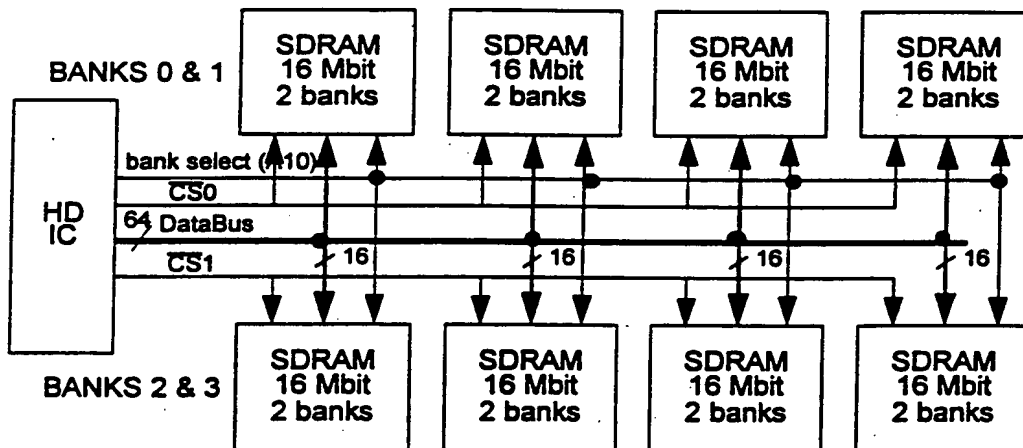 SDRAM
16 Mbit
2 banks
SDRAM
16 Mbit
2 banks
SDRAM
16 Mbit
2 banks
SDRAM
16 Mbit
2 banks
BANKS 0 & 1
bank select (A10)
CS0
HD
IC
64 DataBus
16
16
16
16
CS1
BANKS 2 & 3
SDRAM
16 Mbit
2 banks
SDRAM
16 Mbit
2 banks
SDRAM
16 Mbit
2 banks
SDRAM
16 Mbit
2 banks